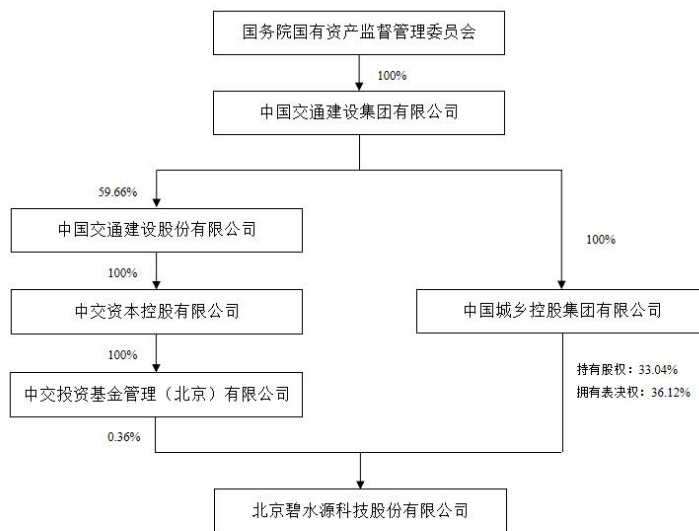 国务院国有资产监督管理委员会
100%
中国交通建设集团有限公司
59.66%
中国交通建设股份有限公司
100%
100%
中交资本控股有限公司
中国城乡控股集团有限公司
100%
持有股权：33.04%
中交投资基金管理（北京）有限公司
拥有表决权：36.12%
0.36%
北京碧水源科技股份有限公司